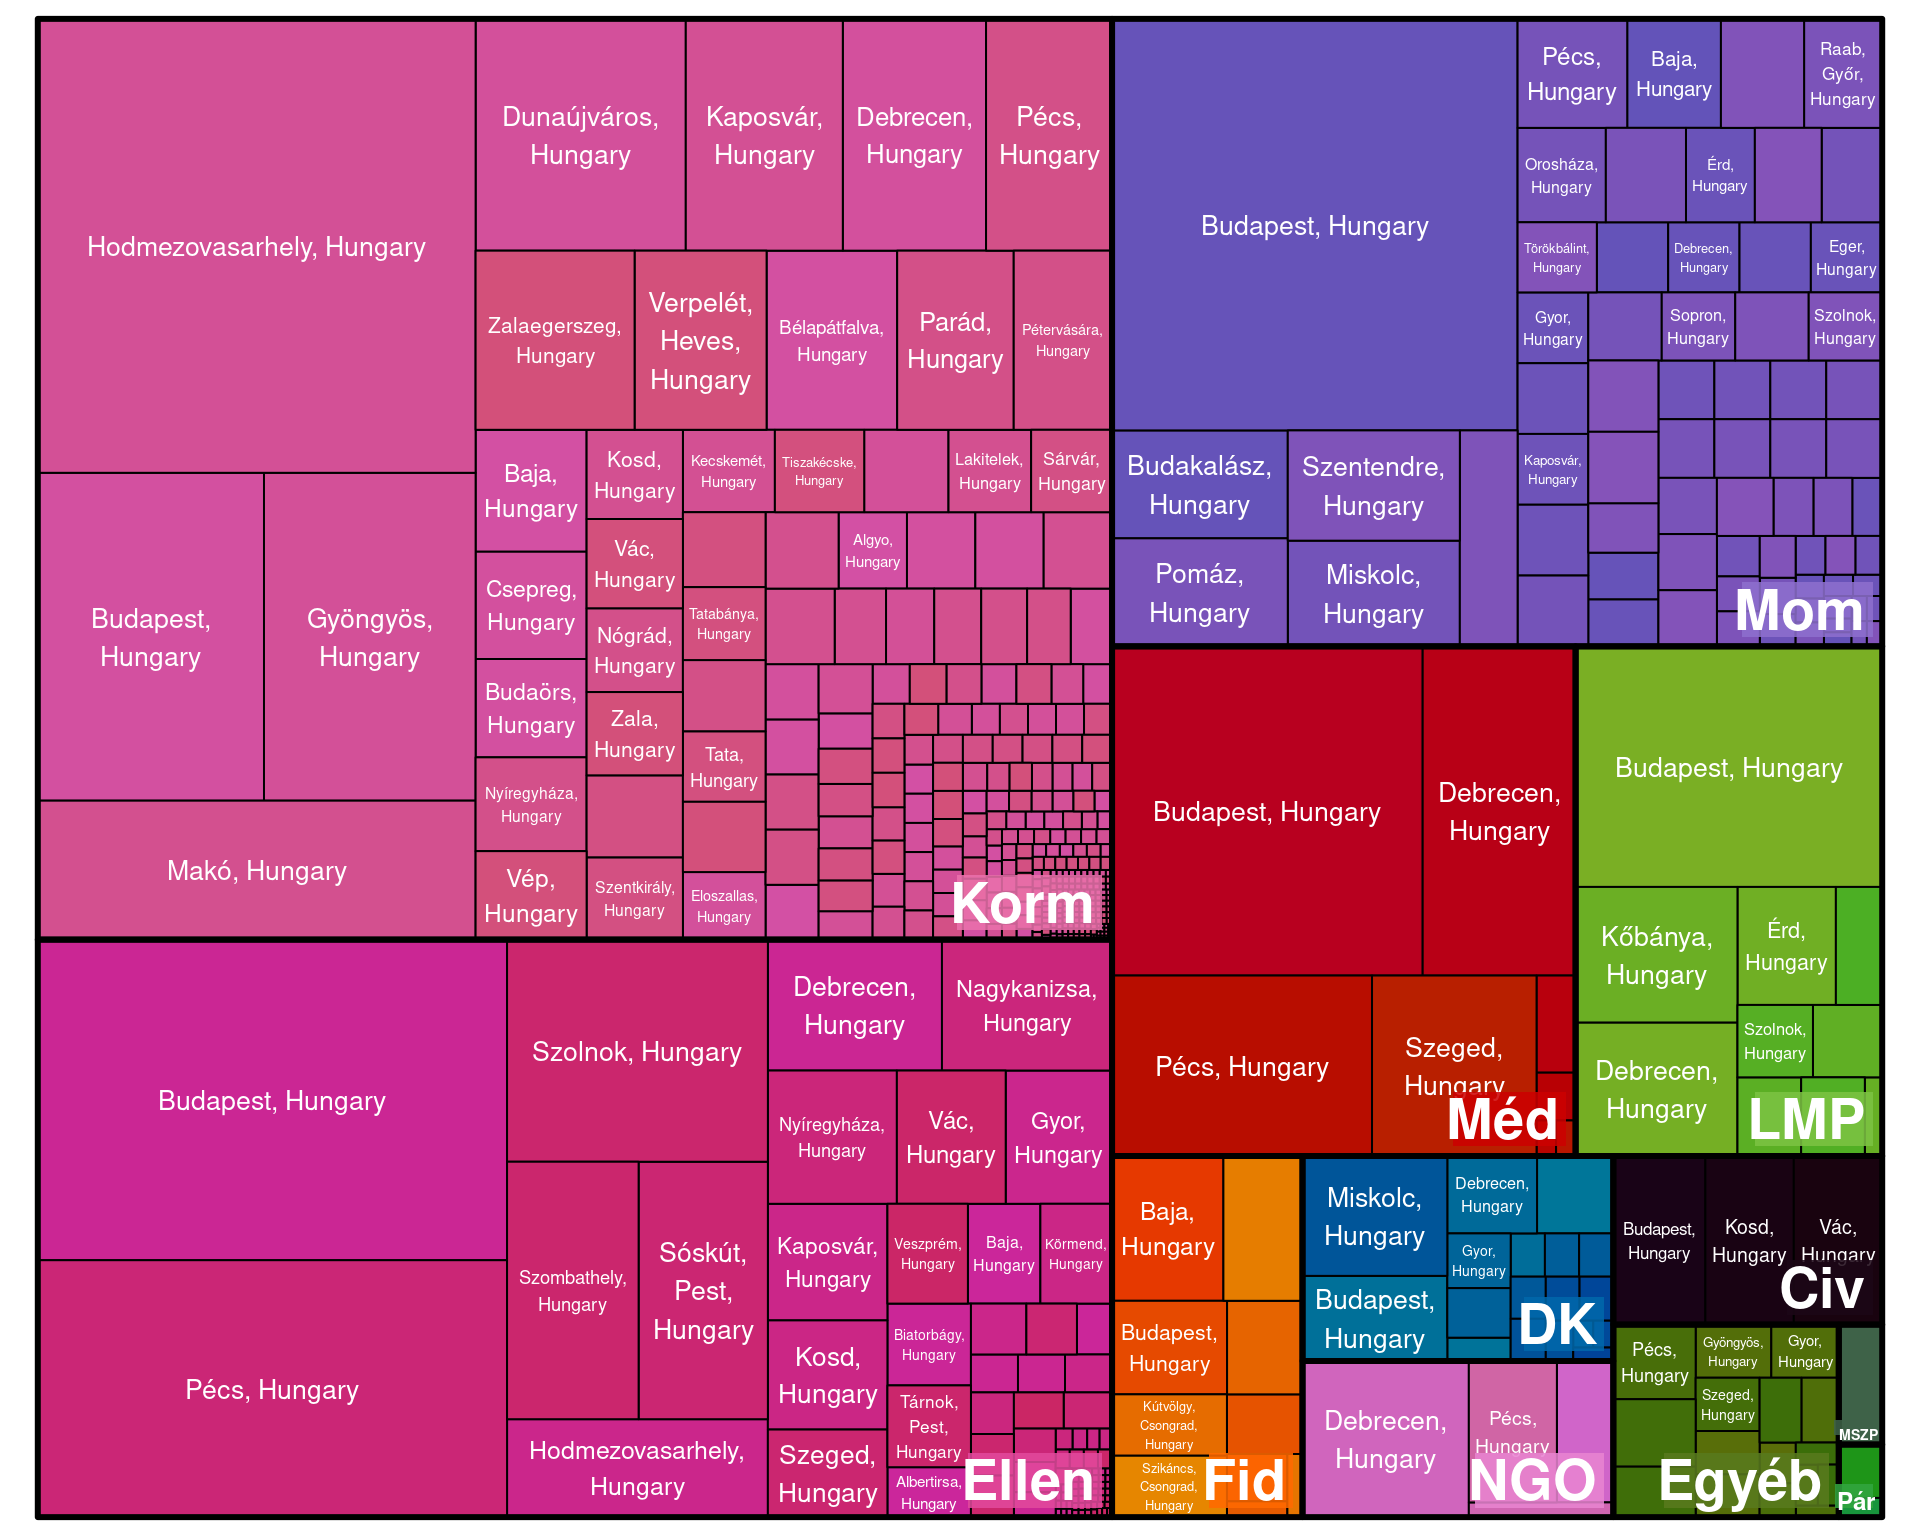 Hodmezovasarhely, Hungary
Budapest,
Hungary
Gyöngyös,
Hungary
Makó, Hungary
Dunaújváros,
Hungary
Kaposvár,
Hungary
Debrecen,
Hungary
Pécs,
Hungary
Zalaegerszeg,
Hungary
Verpelét,
Heves,
Hungary
Bélapátfalva,
Hungary
Parád,
Hungary
Pétervására,
Hungary
Baja,
Hungary
Csepreg,
Hungary
Budaörs,
Hungary
Nyíregyháza,
Hungary
Vép,
Hungary
Kosd,
Hungary
Vác,
Hungary
Nógrád,
Hungary
Zala,
Hungary
Szentkirály,
Hungary
Kecskemét,
Hungary
Tiszakécske,
Hungary
Lakitelek,
Hungary
Sárvár,
Hungary
Algyo,
Hungary
Tatabánya,
Hungary
Tata,
Hungary
Eloszallas,
Hungary
Korm
Budapest, Hungary
Pécs, Hungary
Szolnok, Hungary
Szombathely,
Hungary
Sóskút,
Pest,
Hungary
Hodmezovasarhely,
Hungary
Debrecen,
Hungary
Nagykanizsa,
Hungary
Nyíregyháza,
Hungary
Vác,
Hungary
Gyor,
Hungary
Kaposvár,
Hungary
Kosd,
Hungary
Szeged,
Hungary
Veszprém,
Hungary
Baja,
Hungary
Körmend,
Hungary
Biatorbágy,
Hungary
Tárnok,
Pest,
Hungary
Albertirsa,
Hungary
Ellen
Budapest, Hungary
Budakalász,
Hungary
Pomáz,
Hungary
Szentendre,
Hungary
Miskolc,
Hungary
Pécs,
Hungary
Baja,
Hungary
Raab,
Győr,
Hungary
Orosháza,
Hungary
Érd,
Hungary
Törökbálint,
Hungary
Debrecen,
Hungary
Eger,
Hungary
Gyor,
Hungary
Sopron,
Hungary
Szolnok,
Hungary
Kaposvár,
Hungary
Mom
Budapest, Hungary
Debrecen,
Hungary
Pécs, Hungary
Szeged,
Hungary
Méd
Budapest, Hungary
Kőbánya,
Hungary
Debrecen,
Hungary
Érd,
Hungary
Szolnok,
Hungary
LMP
Baja,
Hungary
Budapest,
Hungary
Kútvölgy,
Csongrad,
Hungary
Szikáncs,
Csongrad,
Hungary
Fid
Miskolc,
Hungary
Budapest,
Hungary
Debrecen,
Hungary
Gyor,
Hungary
DK
Debrecen,
Hungary
Pécs,
Hungary
NGO
Budapest,
Hungary
Kosd,
Hungary
Vác,
Hungary
Civ
Pécs,
Hungary
Gyöngyös,
Hungary
Gyor,
Hungary
Szeged,
Hungary
Egyéb
MSZP
Pár